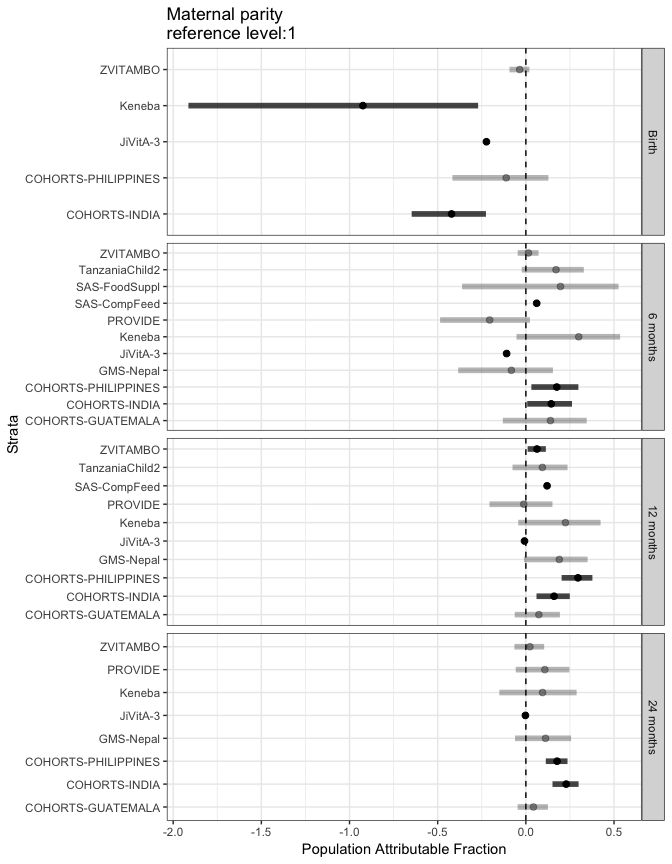 Maternal parity
reference level:1
Strata
ZVITAMBO
Keneba
JiVitA-3
COHORTS-PHILIPPINES
COHORTS-INDIA
Birth
ZVITAMBO
TanzaniaChild2
SAS-FoodSuppl
SAS-CompFeed
PROVIDE
Keneba
JiVitA-3
GMS-Nepal
COHORTS-PHILIPPINES
COHORTS-INDIA
COHORTS-GUATEMALA
6 months
ZVITAMBO
TanzaniaChild2
SAS-CompFeed
PROVIDE
Keneba
JiVitA-3
GMS-Nepal
COHORTS-PHILIPPINES
COHORTS-INDIA
COHORTS-GUATEMALA
12 months
ZVITAMBO
PROVIDE
Keneba
JiVitA-3
GMS-Nepal
COHORTS-PHILIPPINES
COHORTS-INDIA
COHORTS-GUATEMALA
24 months
-2.0 -1.5 -1.0 -0.5 0.0 0.5
Population Attributable Fraction